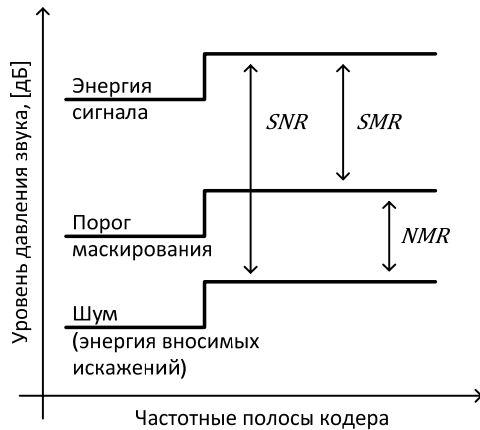 Уровень давления звука, [дБ]
Энергия
сигнала
SNR
SMR
Порог
маскирования
NMR
Шум
(энергия вносимых
искажений)
Частотные полосы кодера